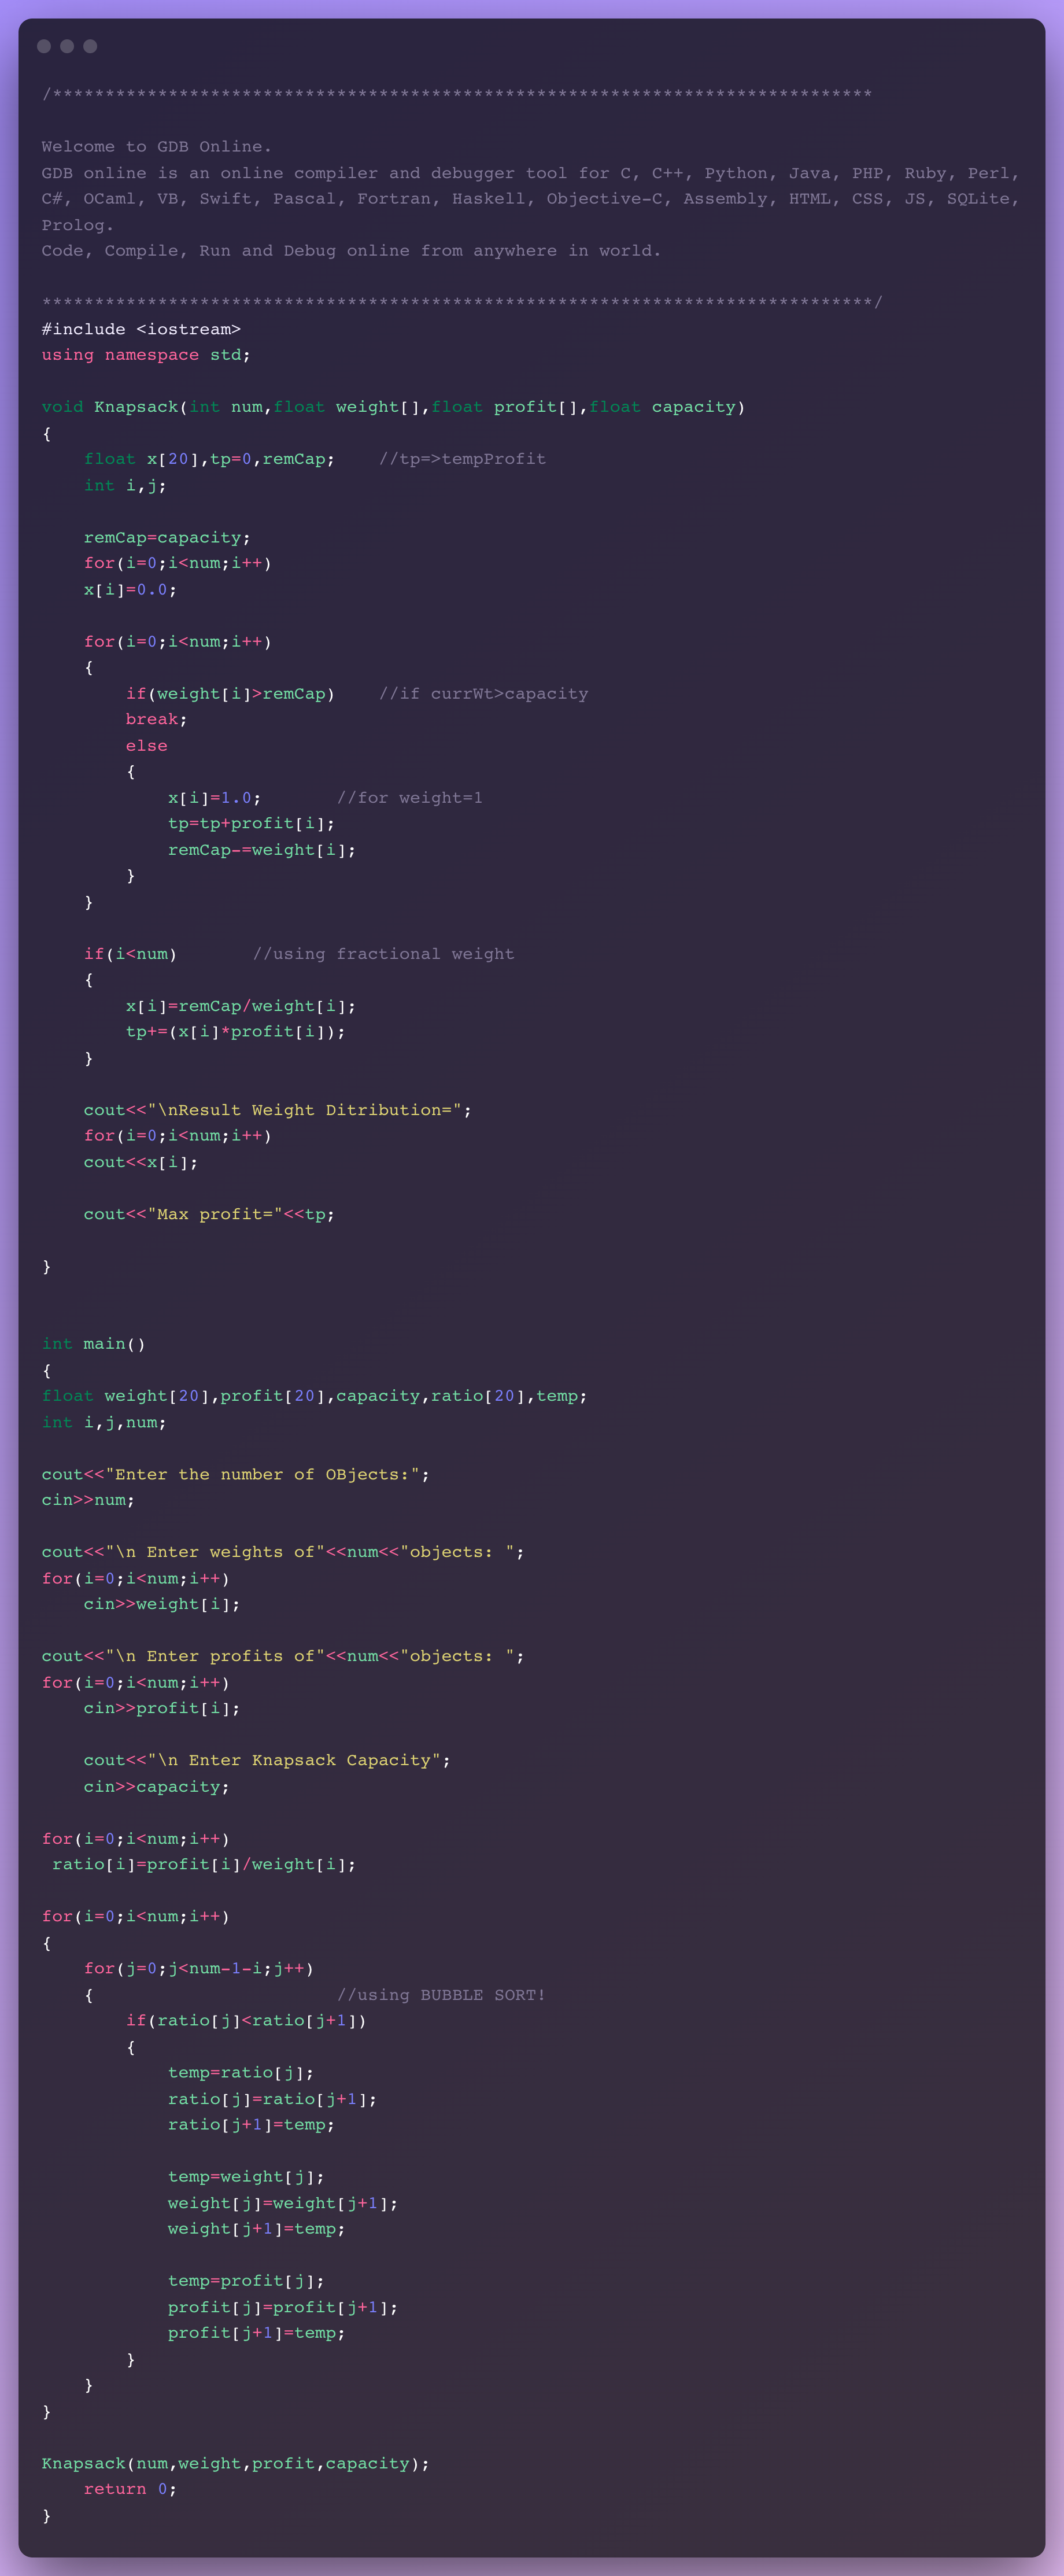 /******************************************************************************

Welcome to GDB Online.
GDB online is an online compiler and debugger tool for C, C++, Python, Java, PHP, Ruby, Perl,
C#, OCaml, VB, Swift, Pascal, Fortran, Haskell, Objective-C, Assembly, HTML, CSS, JS, SQLite,
Prolog.
Code, Compile, Run and Debug online from anywhere in world.

*******************************************************************************/
#include <iostream>
using namespace std;

void Knapsack(int num,float weight[],float profit[],float capacity)
{
    float x[20],tp=0,remCap;    //tp=>tempProfit
    int i,j;

    remCap=capacity;
    for(i=0;i<num;i++)
    x[i]=0.0;

    for(i=0;i<num;i++)
    {
        if(weight[i]>remCap)    //if currWt>capacity
        break;
        else
        {
            x[i]=1.0;       //for weight=1
            tp=tp+profit[i];
            remCap-=weight[i];
        }
    }

    if(i<num)       //using fractional weight
    {
        x[i]=remCap/weight[i];
        tp+=(x[i]*profit[i]);
    }

    cout<<"\nResult Weight Ditribution=";
    for(i=0;i<num;i++)
    cout<<x[i];

    cout<<"Max profit="<<tp;

}


int main()
{
float weight[20],profit[20],capacity,ratio[20],temp;
int i,j,num;

cout<<"Enter the number of OBjects:";
cin>>num;

cout<<"\n Enter weights of"<<num<<"objects: ";
for(i=0;i<num;i++)
    cin>>weight[i];

cout<<"\n Enter profits of"<<num<<"objects: ";
for(i=0;i<num;i++)
    cin>>profit[i];

    cout<<"\n Enter Knapsack Capacity";
    cin>>capacity;

for(i=0;i<num;i++)
 ratio[i]=profit[i]/weight[i];

for(i=0;i<num;i++)
{
    for(j=0;j<num-1-i;j++)
    {                       //using BUBBLE SORT!
        if(ratio[j]<ratio[j+1])
        {
            temp=ratio[j];
            ratio[j]=ratio[j+1];
            ratio[j+1]=temp;

            temp=weight[j];
            weight[j]=weight[j+1];
            weight[j+1]=temp;

            temp=profit[j];
            profit[j]=profit[j+1];
            profit[j+1]=temp;
        }
    }
}

Knapsack(num,weight,profit,capacity);
    return 0;
}